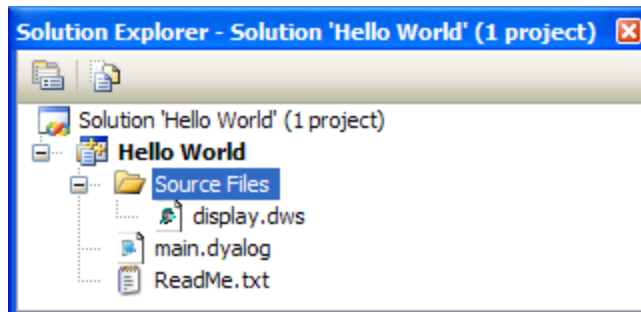 Solution Explorer - Solution 'Hello World' (1 project)
Solution 'Hello World' (1 project)
Hello World
Source Files
display.dws
main.dyalog
ReadMe.txt